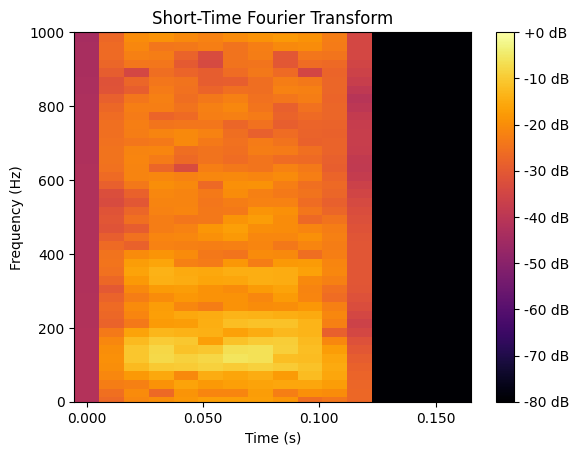 Short-Time Fourier Transform
1000
800
600
400
200
0
Frequency (Hz)
0.000
0.050
0.100
0.150
Time (s)
+0 dB
-10 dB
-20 dB
-30 dB
-40 dB
-50 dB
-60 dB
-70 dB
-80 dB